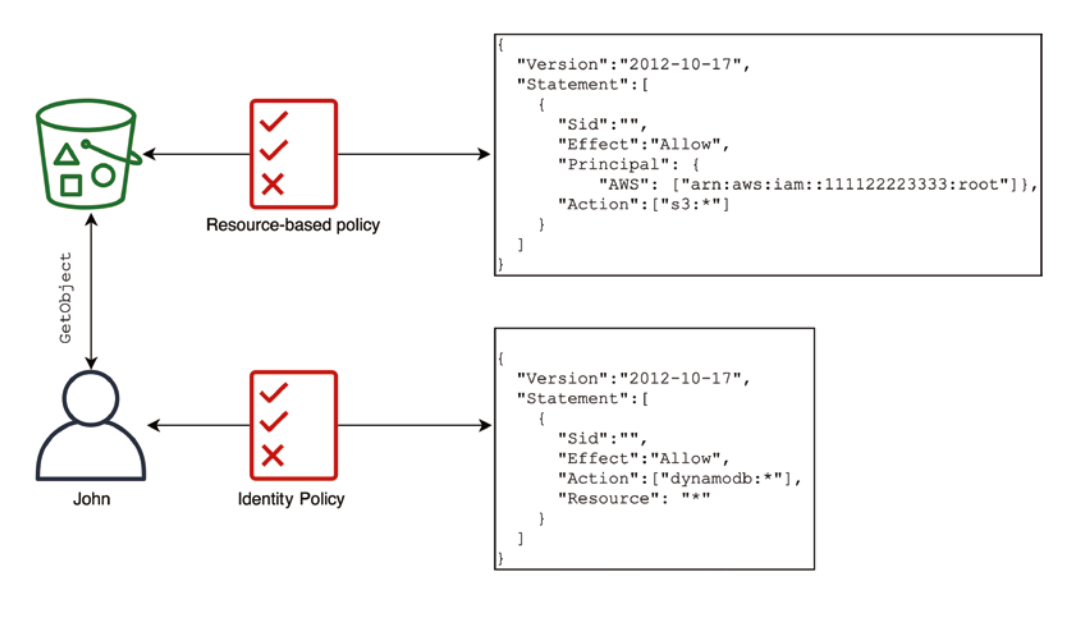 {
"Version":"2012-10-17",
"Statement":[
{
"Sid":"",
"Effect":"Allow",
"Principal": {
"AWS": ["arn:aws:iam::111122223333:root"]},
"Action":["s3:*"]
}
]
}
Resource-based policy
GetObject
{
"Version":"2012-10-17",
"Statement":[
{
"Sid":"",
"Effect":"Allow",
"Action":["dynamodb:*"],
"Resource": "*"
}
]
}
John
Identity Policy